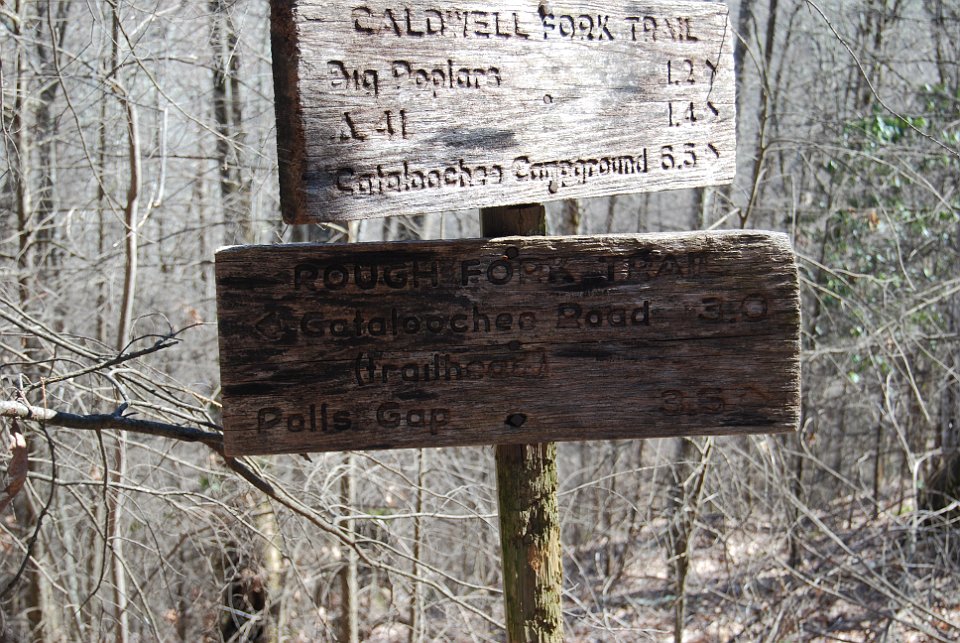 CALDWELL FORK TRAIL
Big Poplars 1.2 >
A-41 1.4 >
Cataloochee Campground 6.5 >
ROUGH FORK TRAIL
< Cataloochee Road 3.0
(trailhead)
Polls Gap 3.5 >